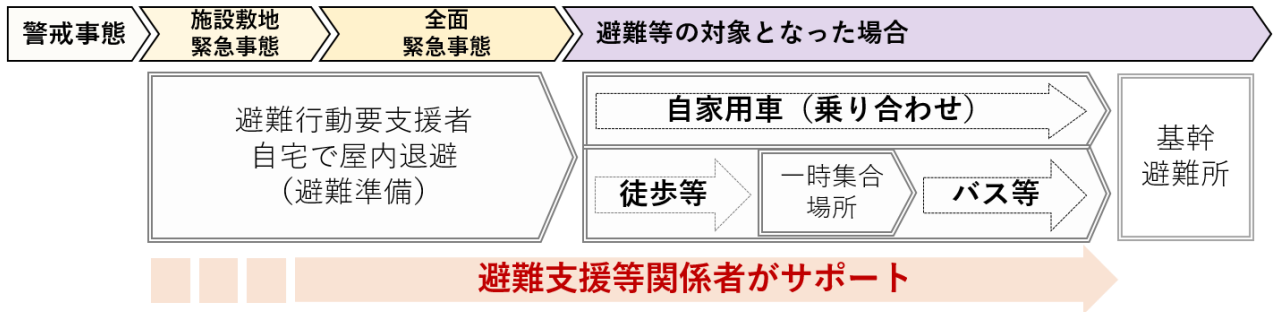 警戒事態
施設敷地
緊急事態
全面
緊急事態
避難等の対象となった場合
避難行動要支援者
自宅で屋内退避
（避難準備）
自家用車（乗り合わせ）
徒歩等
一時集合
場所
バス等
基幹
避難所
避難支援等関係者がサポート